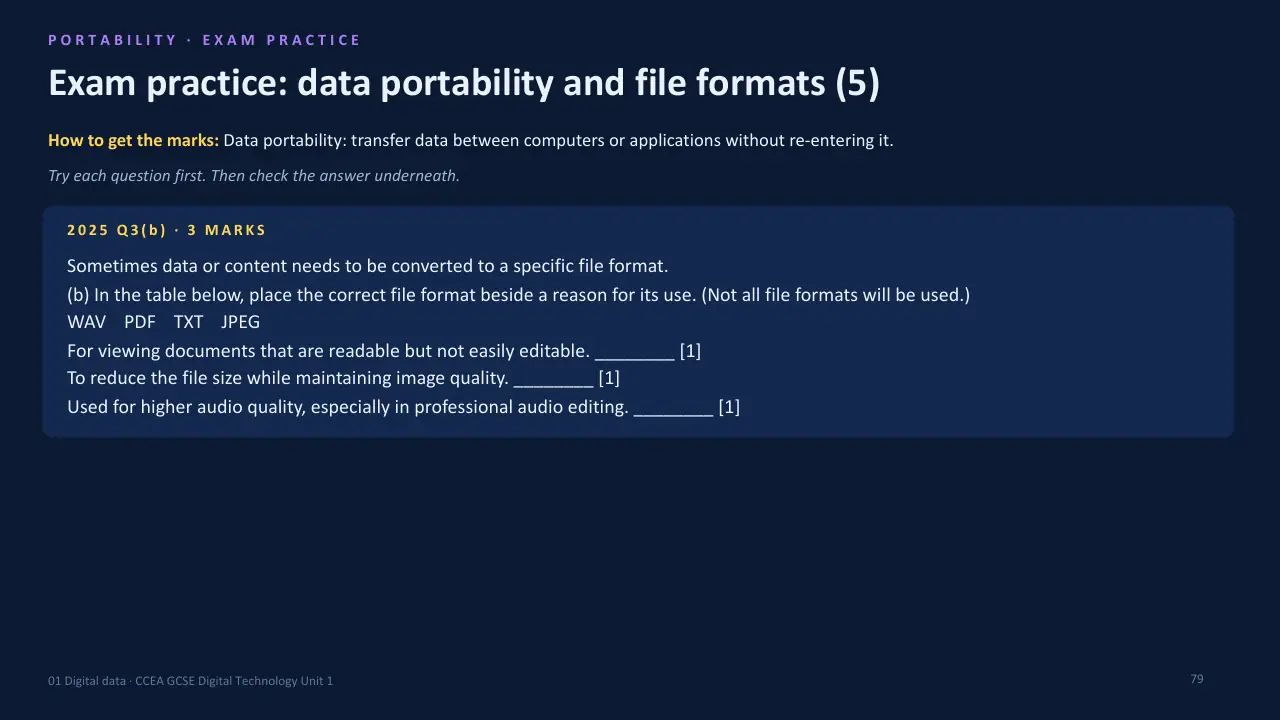 PORTABILITY · EXAM PRACTICE
Exam practice: data portability and file formats (5)
How to get the marks: Data portability: transfer data between computers or applications without re-entering it.
Try each question first. Then check the answer underneath.
2025 Q3(b) · 3 MARKS
Sometimes data or content needs to be converted to a specific file format.
(b) In the table below, place the correct file format beside a reason for its use. (Not all file formats will be used.)
WAV PDF TXT JPEG
For viewing documents that are readable but not easily editable. ________ [1]
To reduce the file size while maintaining image quality. ________ [1]
Used for higher audio quality, especially in professional audio editing. ________ [1]
01 Digital data · CCEA GCSE Digital Technology Unit 1
79